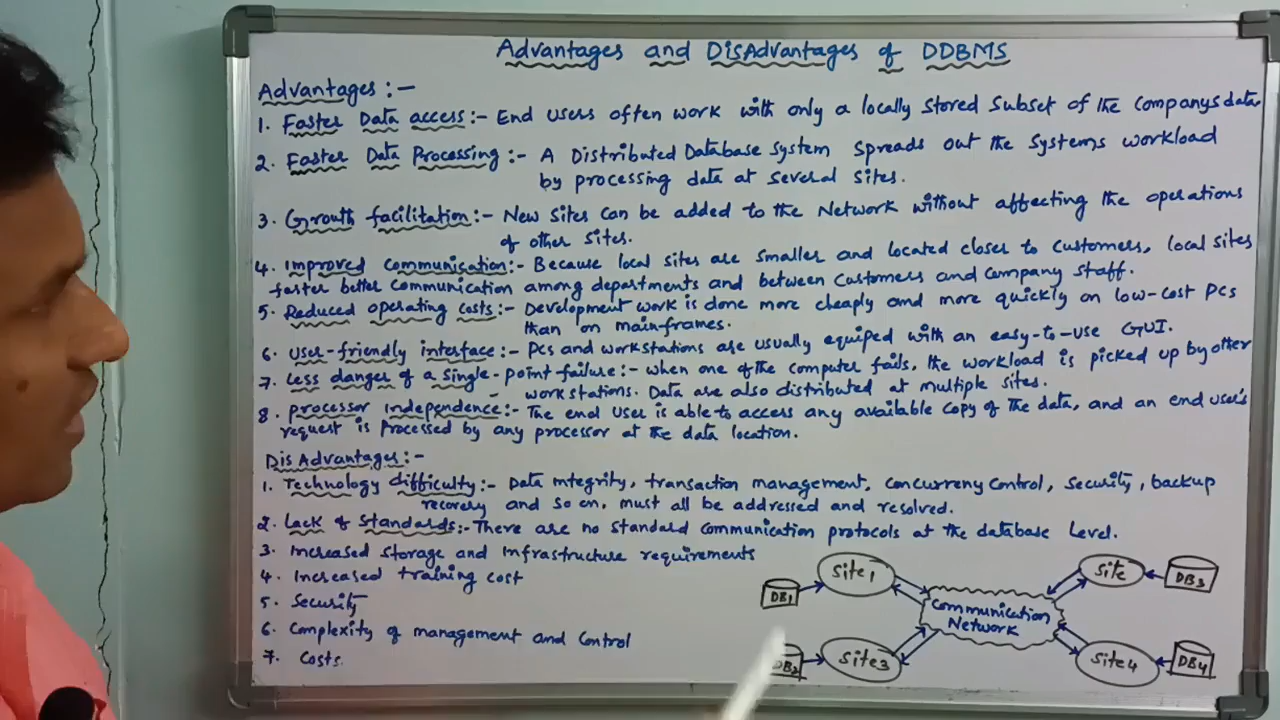 Advantages and DisAdvantages of DDBMS
Advantages :-
1. Faster Data access :- End users often work with only a locally stored subset of the companys data
2. Faster Data Processing :- A Distributed Database system spreads out the systems workload
by processing data at several sites.
3. Growth facilitation :- New sites can be added to the Network without affecting the operations
of other sites.
4. Improved communication :- Because local sites are smaller and located closer to customers, local sites
faster better communication among departments and between customers and company staff.
5. Reduced operating costs :- Development work is done more cheaply and more quickly on low-cost PCs
than on mainframes.
6. User-friendly interface :- PCs and workstations are usually equiped with an easy-to-use GUI.
7. Less danger of a single-point failure :- when one of the computer fails, the workload is picked up by other
workstations. Data are also distributed at multiple sites.
8. processor independence :- The end user is able to access any available copy of the data, and an end user's
request is processed by any processor at the data location.
DisAdvantages :-
1. Technology difficulty :- Data integrity, transaction management, concurreny control, security, backup
recovery and so on, must all be addressed and resolved.
2. Lack of standards :- There are no standard communication protocols at the database level.
3. Increased storage and infrastructure requirements
4. Increased training cost
5. Security
6. Complexity of management and control
7. Costs.
Site1
Site
DB1
DB3
Communication
Network
DB2
Site3
Site4
DB4